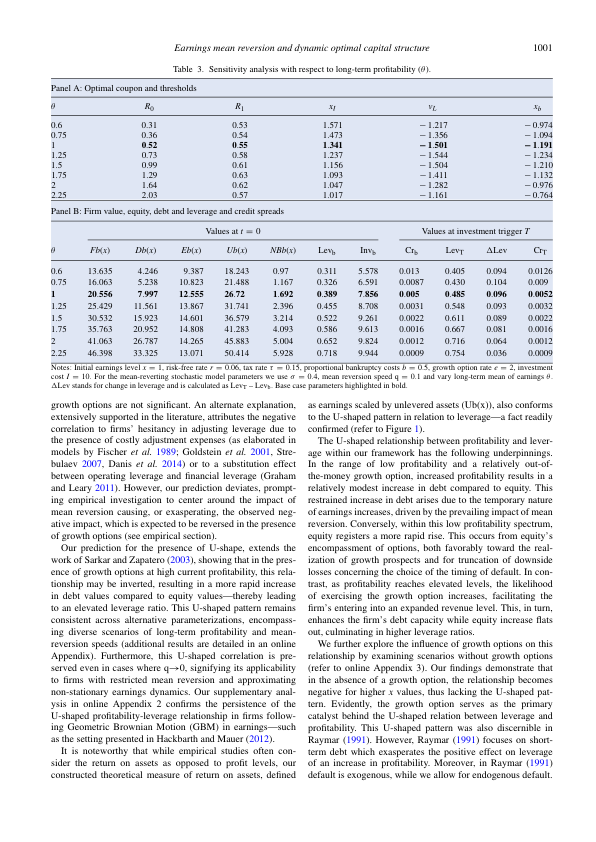 Earnings mean reversion and dynamic optimal capital structure 1001
Table 3. Sensitivity analysis with respect to long-term profitability (θ).
Panel A: Optimal coupon and thresholds
θ R0 R1 xI vL xb
0.6 0.31 0.53 1.571 −1.217 −0.974
0.75 0.36 0.54 1.473 −1.356 −1.094
1 0.52 0.55 1.341 −1.501 −1.191
1.25 0.73 0.58 1.237 −1.544 −1.234
1.5 0.99 0.61 1.156 −1.504 −1.210
1.75 1.29 0.63 1.093 −1.411 −1.132
2 1.64 0.62 1.047 −1.282 −0.976
2.25 2.03 0.57 1.017 −1.161 −0.764
Panel B: Firm value, equity, debt and leverage and credit spreads
Values at t = 0 Values at investment trigger T
θ Fb(x) Db(x) Eb(x) Ub(x) NBb(x) Levb Invb Crb LevT ΔLev CrT
0.6 13.635 4.246 9.387 18.243 0.97 0.311 5.578 0.013 0.405 0.094 0.0126
0.75 16.063 5.238 10.823 21.488 1.167 0.326 6.591 0.0087 0.430 0.104 0.009
1 20.556 7.997 12.555 26.72 1.692 0.389 7.856 0.005 0.485 0.096 0.0052
1.25 25.429 11.561 13.867 31.741 2.396 0.455 8.708 0.0031 0.548 0.093 0.0032
1.5 30.532 15.923 14.601 36.579 3.214 0.522 9.261 0.0022 0.611 0.089 0.0022
1.75 35.763 20.952 14.808 41.283 4.093 0.586 9.613 0.0016 0.667 0.081 0.0016
2 41.062 26.787 14.265 45.883 5.004 0.652 9.824 0.0012 0.716 0.064 0.0012
2.25 46.398 33.325 13.071 50.414 5.928 0.718 9.944 0.0009 0.754 0.036 0.0009
Notes: Initial earnings level x = 1, risk-free rate r = 0.06, tax rate τ = 0.15, proportional bankruptcy costs b = 0.5, growth option rate e = 2, investment
cost I = 10. For the mean-reverting stochastic model parameters we use σ = 0.4, mean reversion speed q = 0.1 and vary long-term mean of earnings θ.
ΔLev stands for change in leverage and is calculated as LevT – Levb. Base case parameters highlighted in bold.
growth options are not significant. An alternate explanation,
extensively supported in the literature, attributes the negative
correlation to firms' hesitancy in adjusting leverage due to
the presence of costly adjustment expenses (as elaborated in
models by Fischer et al. 1989; Goldstein et al. 2001, Stre-
bulaev 2007, Danis et al. 2014) or to a substitution effect
between operating leverage and financial leverage (Graham
and Leary 2011). However, our prediction deviates, prompt-
ing empirical investigation to center around the impact of
mean reversion causing, or exasperating, the observed neg-
ative impact, which is expected to be reversed in the presence
of growth options (see empirical section).
Our prediction for the presence of U-shape, extends the
work of Sarkar and Zapatero (2003), showing that in the pres-
ence of growth options at high current profitability, this rela-
tionship may be inverted, resulting in a more rapid increase
in debt values compared to equity values—thereby leading
to an elevated leverage ratio. This U-shaped pattern remains
consistent across alternative parameterizations, encompass-
ing diverse scenarios of long-term profitability and mean-
reversion speeds (additional results are detailed in an online
Appendix). Furthermore, this U-shaped correlation is pre-
served even in cases where q→0, signifying its applicability
to firms with restricted mean reversion and approximating
non-stationary earnings dynamics. Our supplementary anal-
ysis in online Appendix 2 confirms the persistence of the
U-shaped profitability-leverage relationship in firms follow-
ing Geometric Brownian Motion (GBM) in earnings—such
as the setting presented in Hackbarth and Mauer (2012).
It is noteworthy that while empirical studies often con-
sider the return on assets as opposed to profit levels, our
constructed theoretical measure of return on assets, defined
as earnings scaled by unlevered assets (Ub(x)), also conforms
to the U-shaped pattern in relation to leverage—a fact readily
confirmed (refer to Figure 1).
The U-shaped relationship between profitability and lever-
age within our framework has the following underpinnings.
In the range of low profitability and a relatively out-of-
the-money growth option, increased profitability results in a
relatively modest increase in debt compared to equity. This
restrained increase in debt arises due to the temporary nature
of earnings increases, driven by the prevailing impact of mean
reversion. Conversely, within this low profitability spectrum,
equity registers a more rapid rise. This occurs from equity's
encompassment of options, both favorably toward the real-
ization of growth prospects and for truncation of downside
losses concerning the choice of the timing of default. In con-
trast, as profitability reaches elevated levels, the likelihood
of exercising the growth option increases, facilitating the
firm's entering into an expanded revenue level. This, in turn,
enhances the firm's debt capacity while equity increase flats
out, culminating in higher leverage ratios.
We further explore the influence of growth options on this
relationship by examining scenarios without growth options
(refer to online Appendix 3). Our findings demonstrate that
in the absence of a growth option, the relationship becomes
negative for higher x values, thus lacking the U-shaped pat-
tern. Evidently, the growth option serves as the primary
catalyst behind the U-shaped relation between leverage and
profitability. This U-shaped pattern was also discernible in
Raymar (1991). However, Raymar (1991) focuses on short-
term debt which exasperates the positive effect on leverage
of an increase in profitability. Moreover, in Raymar (1991)
default is exogenous, while we allow for endogenous default.